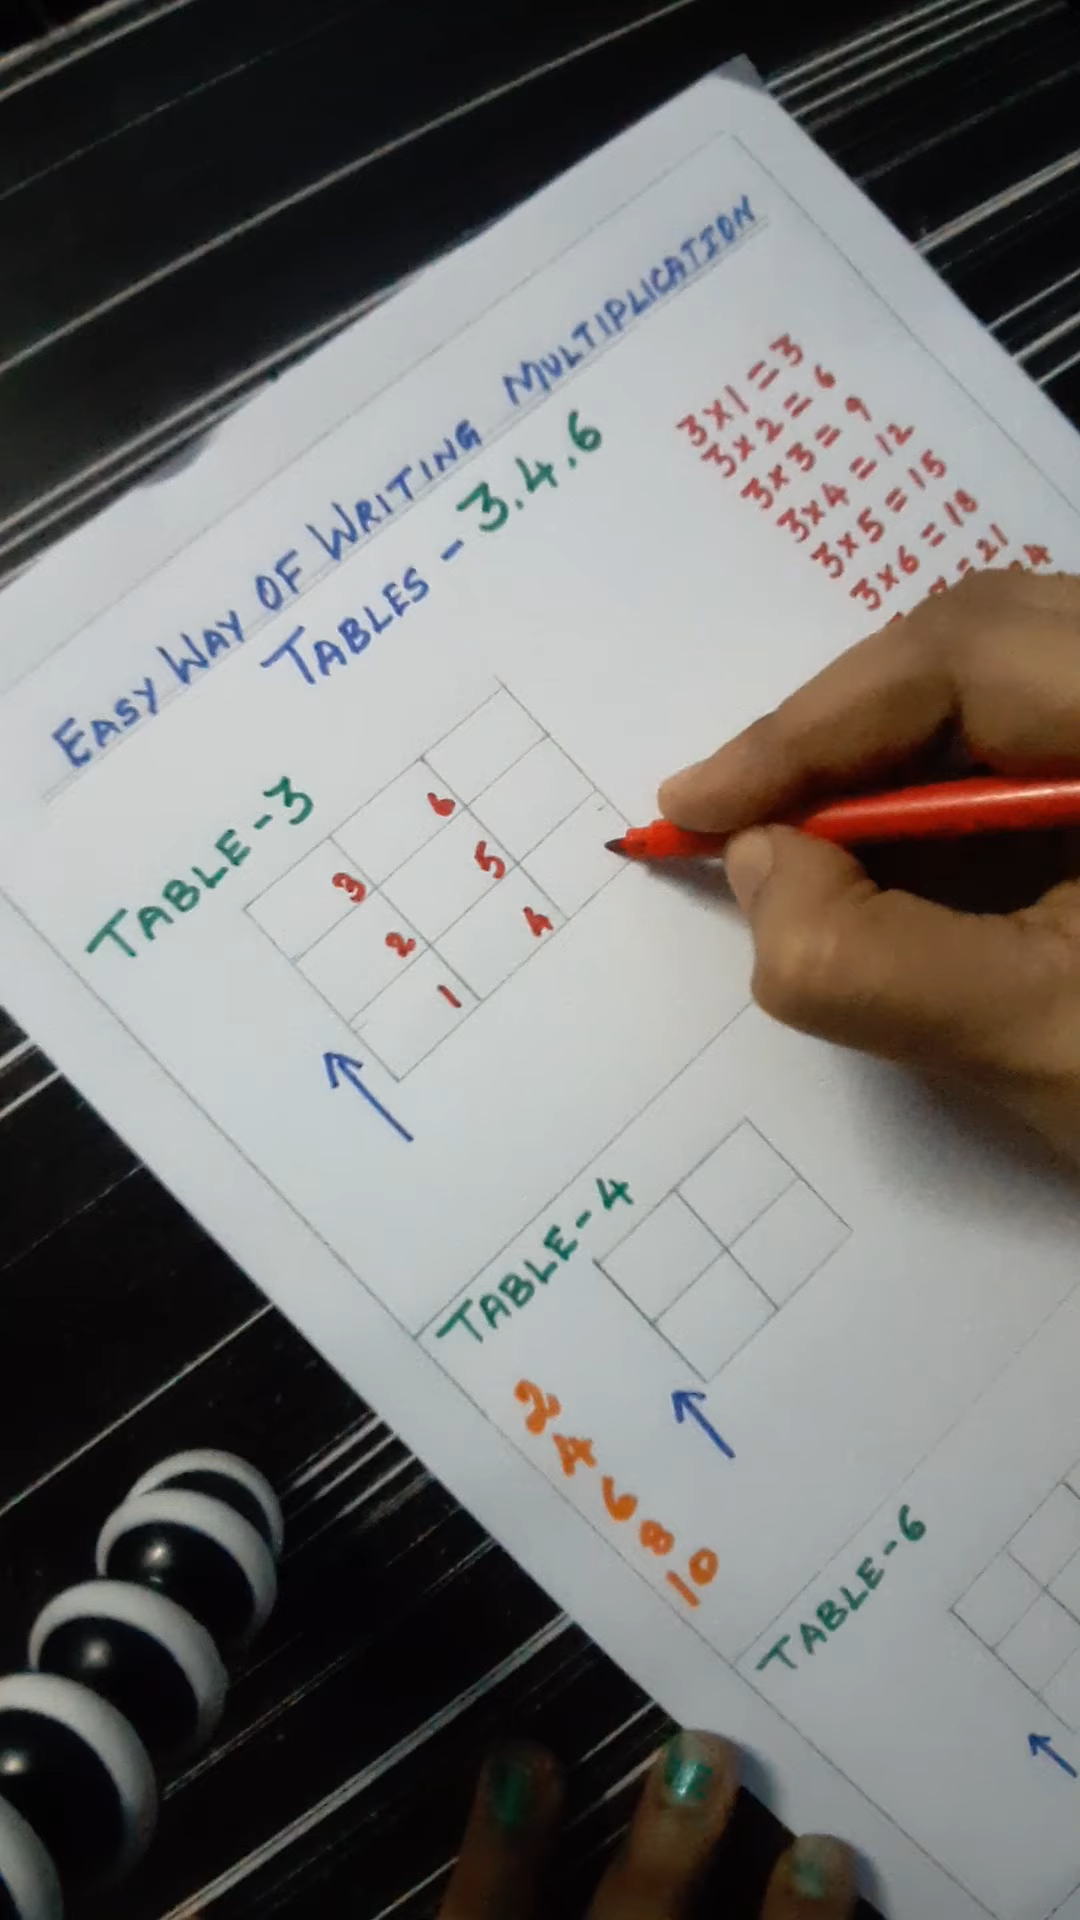 EASY WAY OF WRITING MULTIPLICATION
TABLES - 3.4.6
3x1 = 3
3x2 = 6
3x3 = 9
3x4 = 12
3x5 = 15
3x6 = 18
= 21
TABLE-3
3 6
2 5
1 4
TABLE-4
2
4
6
8
10
TABLE-6